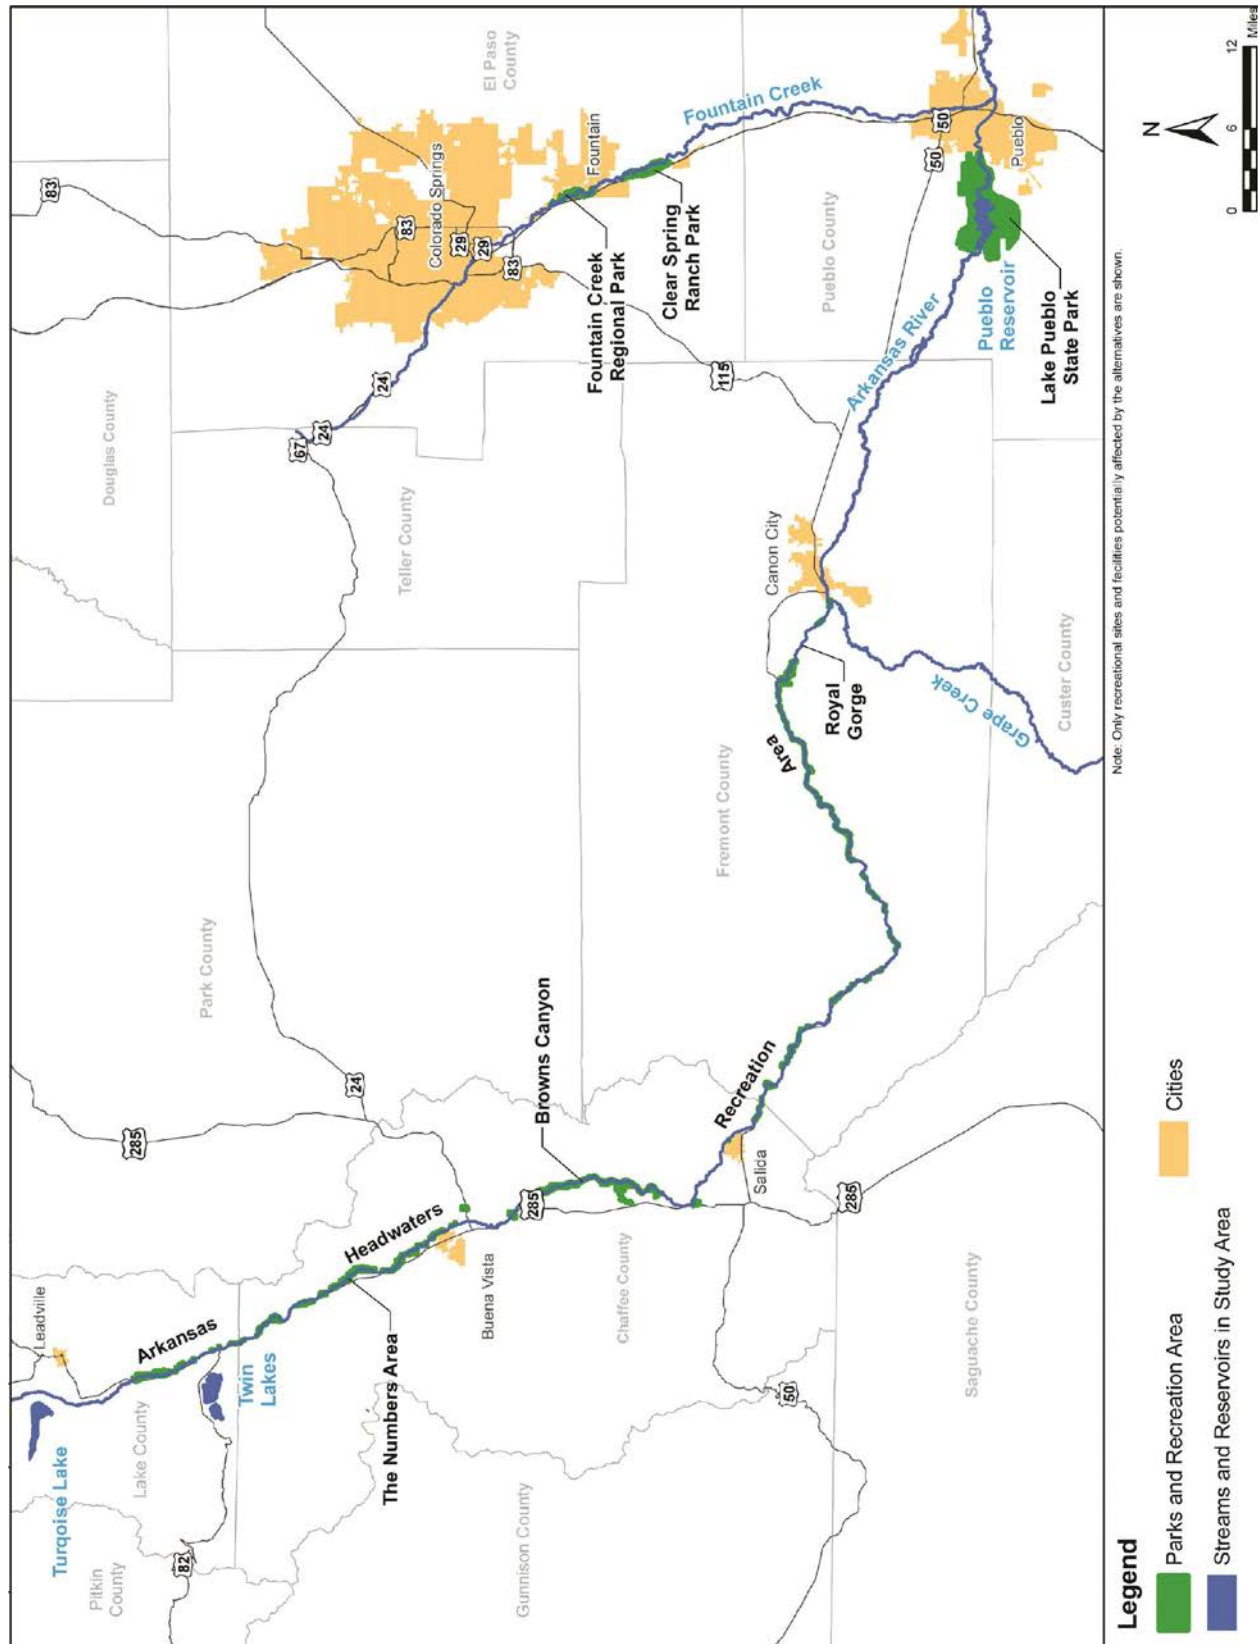 Turqoise Lake
Leadville
Pitkin
County
Lake County
82
Twin
Lakes
Arkansas
Headwaters
The Numbers Area
285
Park County
24
Buena Vista
285
Browns Canyon
Chaffee County
Gunnison County
Salida
Recreation
50
285
Saguache County
Fremont County
Area
Royal
Gorge
Grape Creek
Custer County
Canon City
Douglas County
Teller County
67
24
24
83
83
Colorado Springs
29
29
83
El Paso
County
Fountain
Fountain Creek
Regional Park
Clear Spring
Ranch Park
Fountain Creek
115
Pueblo County
Arkansas River
50
50
Pueblo
Pueblo
Reservoir
Lake Pueblo
State Park
Note: Only recreational sites and facilities potentially affected by the alternatives are shown.
Legend
Parks and Recreation Area
Streams and Reservoirs in Study Area
Cities
N
0 6 12
Miles